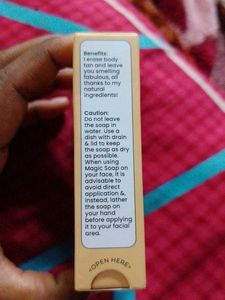 Benefits:
I erase body
tan and leave
you smelling
fabulous, all
thanks to my
natural
ingredients!
Caution:
Do not leave
the soap in
water. Use a
dish with drain
& lid to keep
the soap as dry
as possible.
When using
Magic Soap on
your face, it is
advisable to
avoid direct
application &,
instead, lather
the soap on
your hand
before applying
it to your facial
area.
<OPEN HERE>